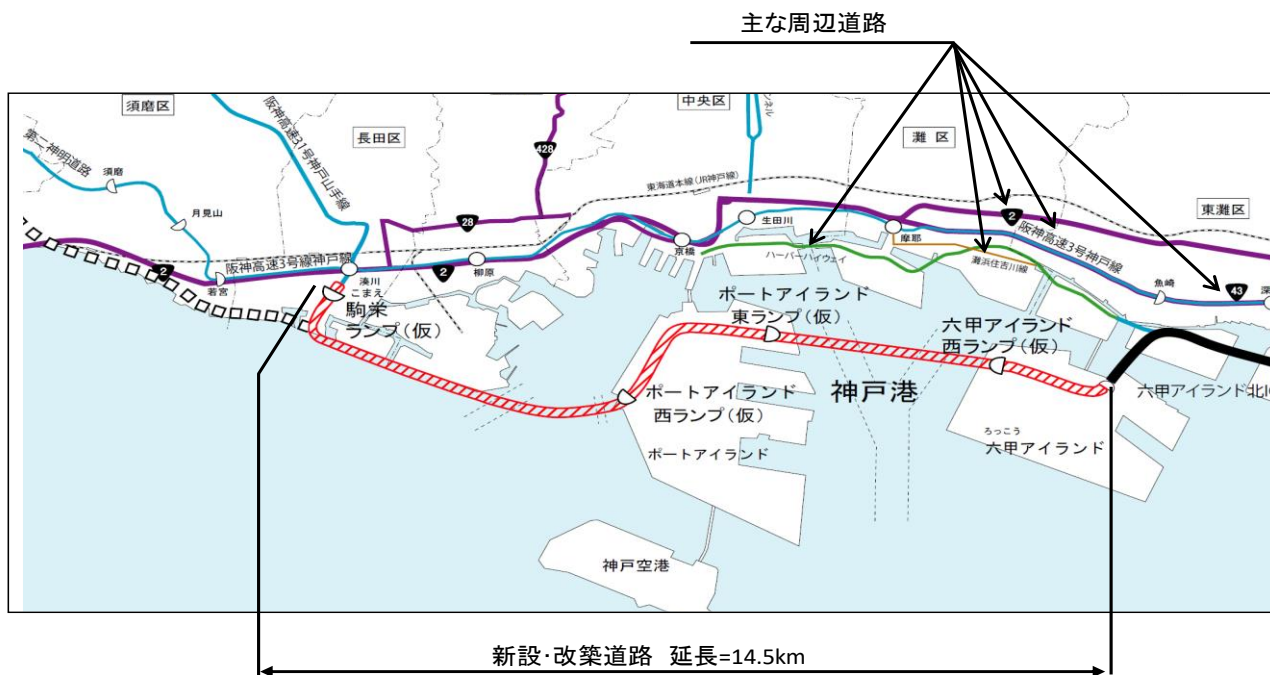 主な周辺道路
須磨区
中央区
ンネル
長田区
灘 区
東灘区
第二神明道路
阪神高速31号神戸山手線
428
東海道本線(JR神戸線)
須磨
月見山
28
生田川
2
摩耶
京橋
ハーバーハイウェイ
灘浜住吉川線
阪神高速3号神戸線
阪神高速3号線神戸線
2
若宮
湊川
2
柳原
魚崎
43
深
こまえ
駒栄
ランプ(仮)
ポートアイランド
東ランプ(仮)
六甲アイランド
西ランプ(仮)
神戸港
ポートアイランド
西ランプ(仮)
六甲アイランド北IC
ろっこう
六甲アイランド
ポートアイランド
神戸空港
新設・改築道路 延長=14.5km